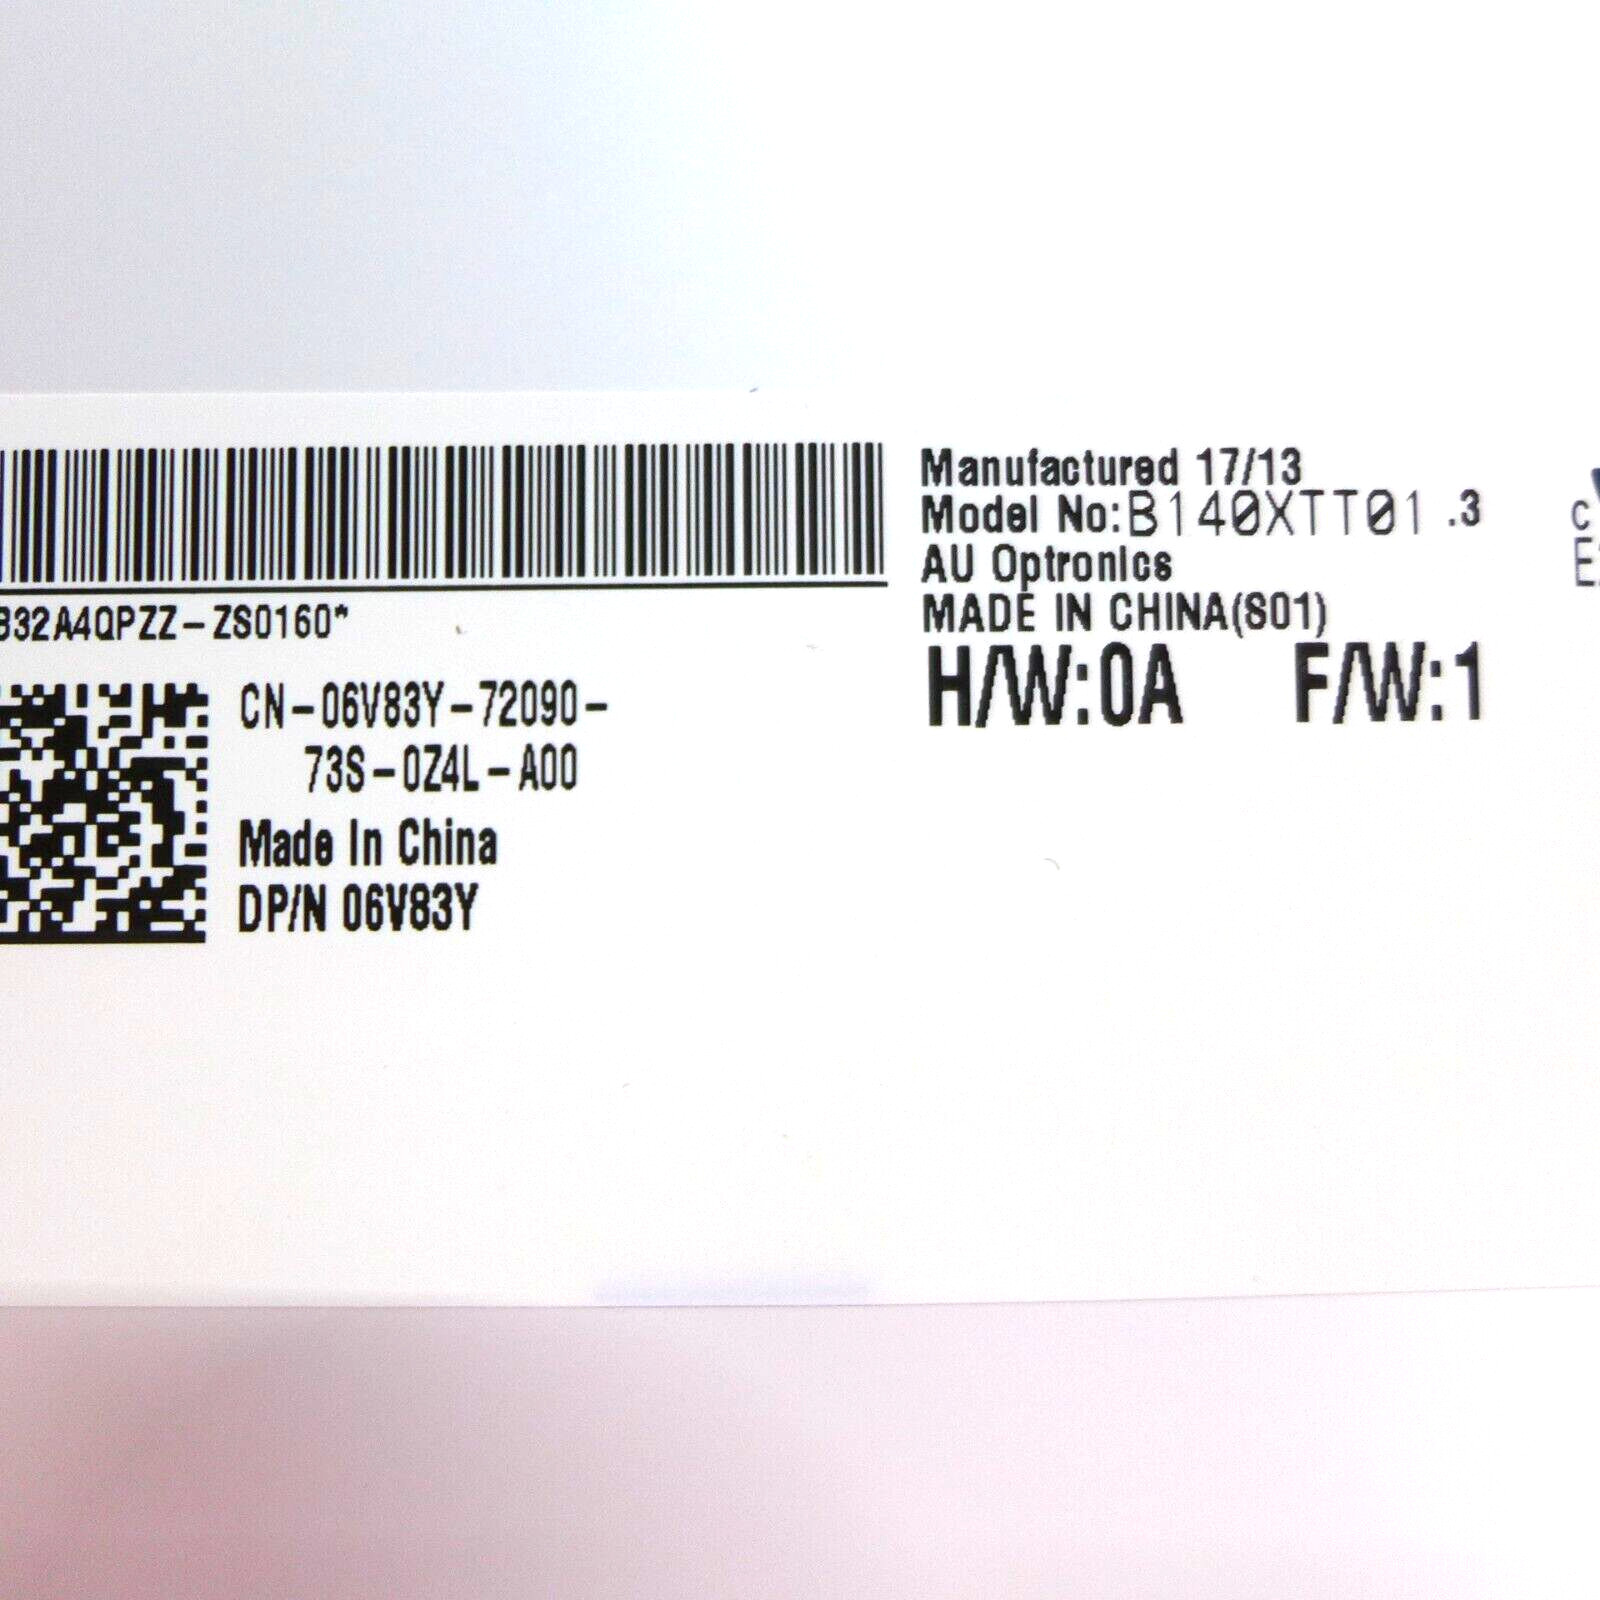 B32A4QPZZ-ZS0160*
CN-06V83Y-72090-
73S-0Z4L-A00
Made In China
DP/N 06V83Y
Manufactured 17/13
Model No:B140XTT01 .3
AU Optronics
MADE IN CHINA(S01)
H/W:0A F/W:1